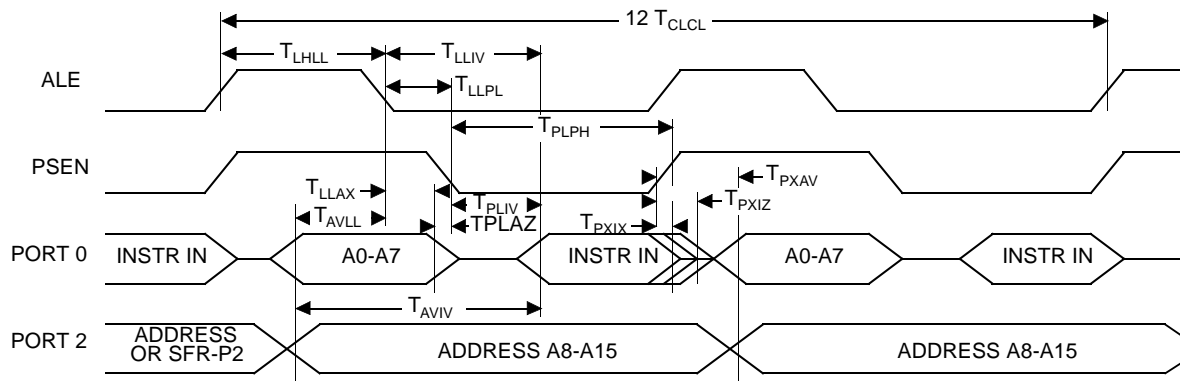 12 TCLCL
TLHLL TLLIV
ALE
TLLPL
TPLPH
PSEN
TLLAX TPXAV
TPLIV TPXIZ
TAVLL TPLAZ TPXIX
PORT 0 INSTR IN A0-A7 INSTR IN A0-A7 INSTR IN
TAVIV
PORT 2 ADDRESS OR SFR-P2 ADDRESS A8-A15 ADDRESS A8-A15